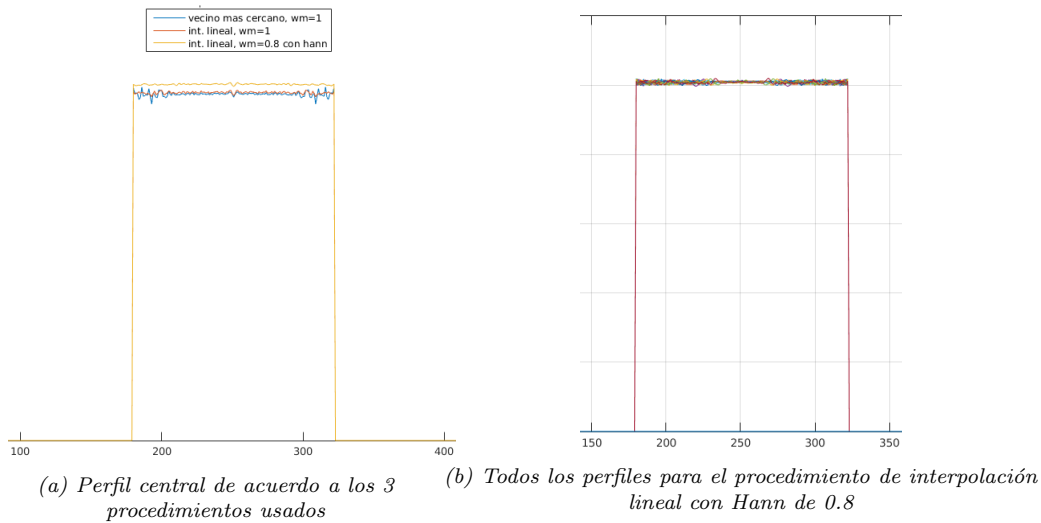 vecino mas cercano, wm=1
int. lineal, wm=1
int. lineal, wm=0.8 con hann
100 200 300 400
(a) Perfil central de acuerdo a los 3
procedimientos usados
150 200 250 300 350
(b) Todos los perfiles para el procedimiento de interpolación
lineal con Hann de 0.8